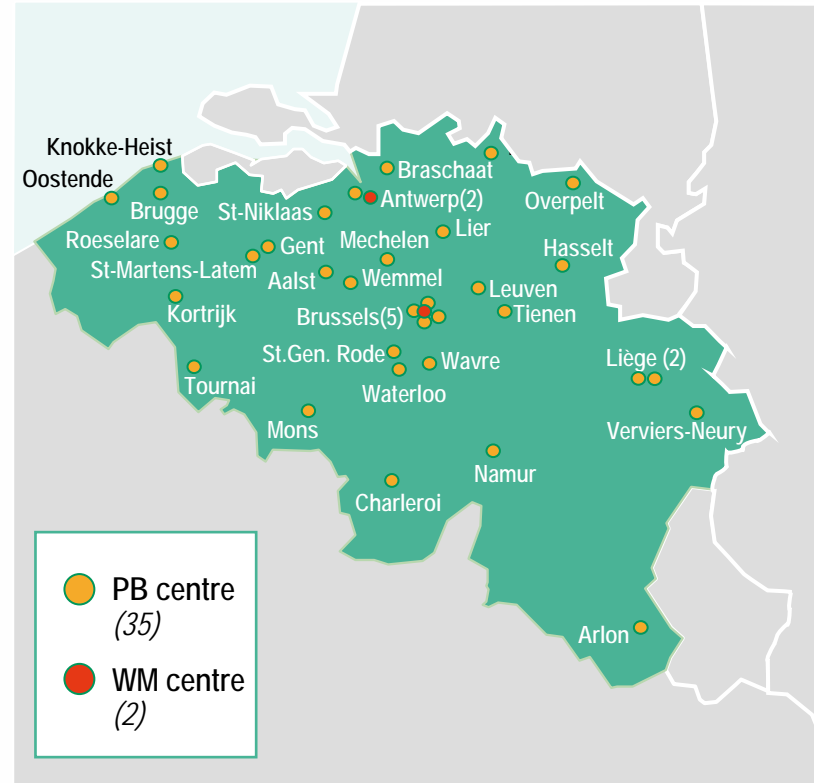 Knokke-Heist
Oostende
Brugge
Braschaat
Antwerp(2)
Overpelt
St-Niklaas
Roeselare
Gent
Mechelen
Lier
St-Martens-Latem
Hasselt
Aalst
Wemmel
Leuven
Kortrijk
Brussels(5)
Tienen
St.Gen. Rode
Wavre
Liège (2)
Tournai
Waterloo
Mons
Verviers-Neury
Namur
Charleroi
Arlon
PB centre
(35)
WM centre
(2)